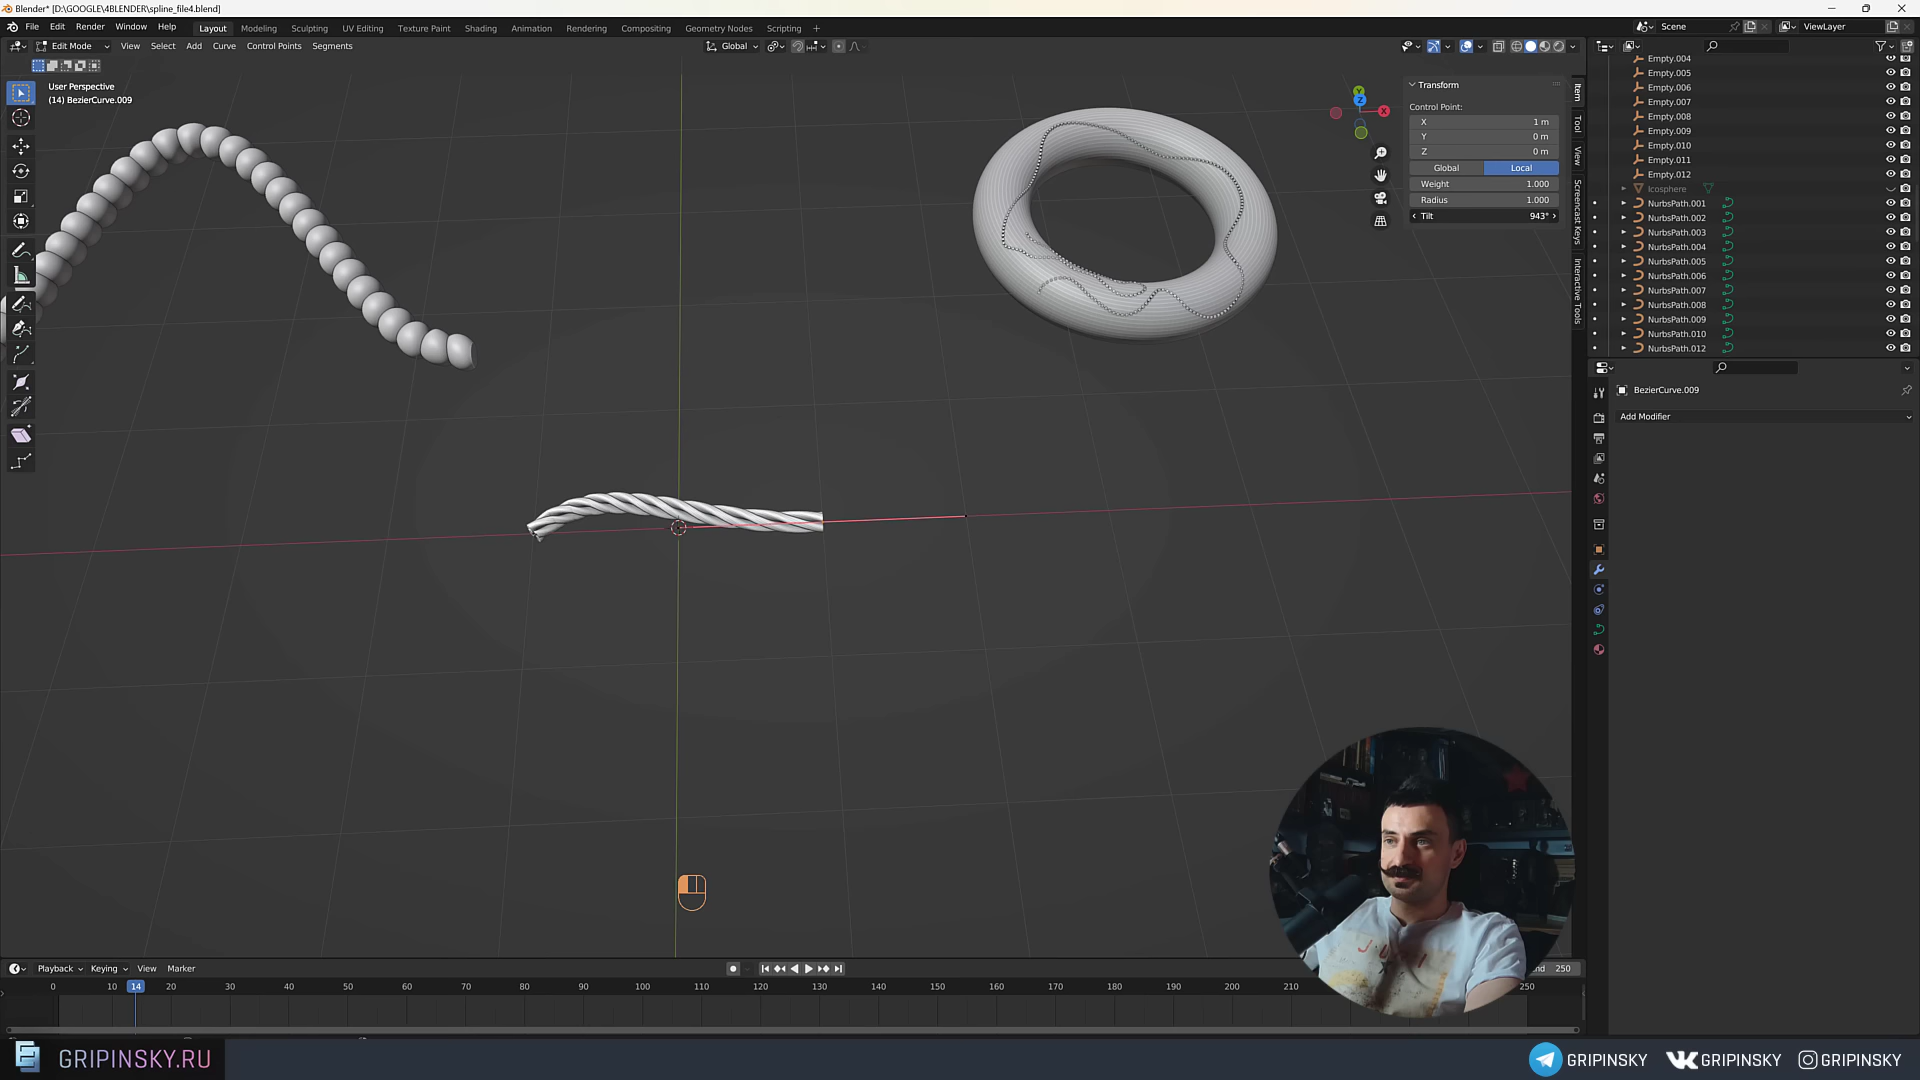 Blender* [D:\GOOGLE\4BLENDER\spline_file4.blend]
File Edit Render Window Help Layout Modeling Sculpting UV Editing Texture Paint Shading Animation Rendering Compositing Geometry Nodes Scripting + Scene ViewLayer
Edit Mode View Select Add Curve Control Points Segments Global
User Perspective
(14) BezierCurve.009
Transform
Control Point:
X 1 m
Y 0 m
Z 0 m
Global Local
Weight 1.000
Radius 1.000
Tilt 943°
Item
Tool
View
Screencast Keys
Interactive Tools
Z
X
Empty.004
Empty.005
Empty.006
Empty.007
Empty.008
Empty.009
Empty.010
Empty.011
Empty.012
Icosphere
NurbsPath.001
NurbsPath.002
NurbsPath.003
NurbsPath.004
NurbsPath.005
NurbsPath.006
NurbsPath.007
NurbsPath.008
NurbsPath.009
NurbsPath.010
NurbsPath.012
BezierCurve.009
Add Modifier
Playback Keying View Marker
250
0 10 14 20 30 40 50 60 70 80 90 100 110 120 130 140 150 160 170 180 190 200 210 250
GRIPINSKY.RU
GRIPINSKY GRIPINSKY GRIPINSKY